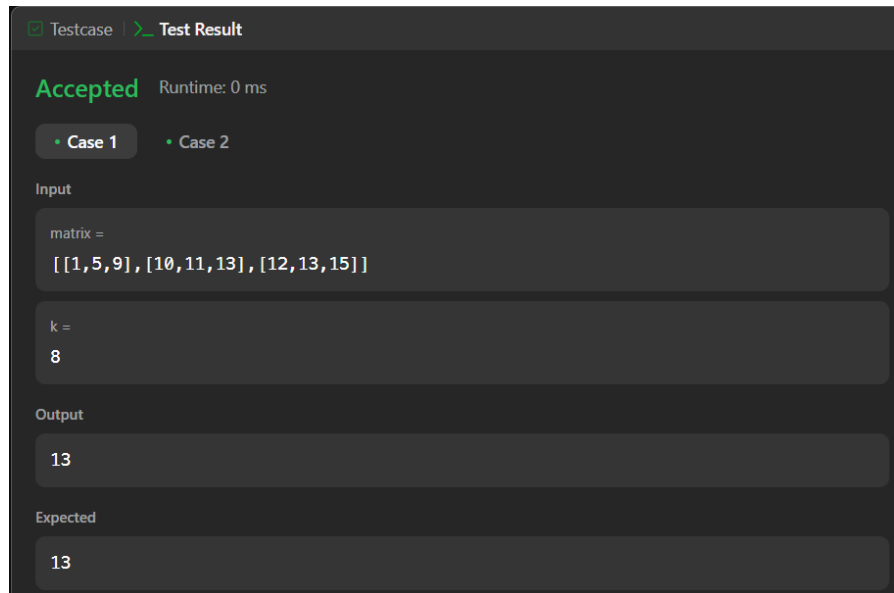 Testcase | >_ Test Result
Accepted Runtime: 0 ms
• Case 1 • Case 2
Input
matrix =
[[1,5,9],[10,11,13],[12,13,15]]
k =
8
Output
13
Expected
13